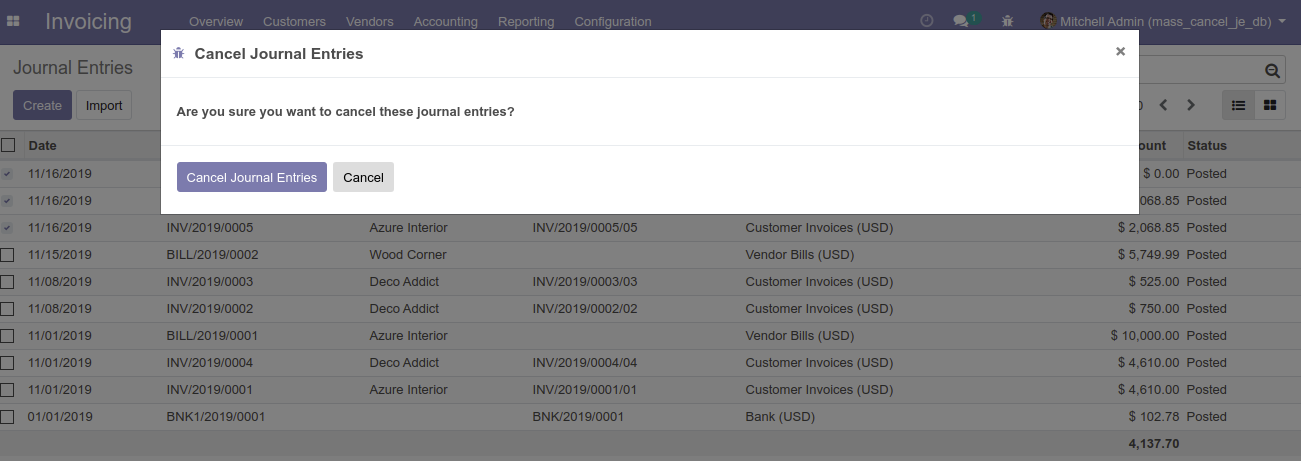 Invoicing Overview Customers Vendors Accounting Reporting Configuration 1 Mitchell Admin (mass_cancel_je_db)
Cancel Journal Entries ×
Journal Entries
Create Import
Are you sure you want to cancel these journal entries?
Cancel Journal Entries Cancel
Date ount Status
11/16/2019 $ 0.00 Posted
11/16/2019 068.85 Posted
11/16/2019 INV/2019/0005 Azure Interior INV/2019/0005/05 Customer Invoices (USD) $ 2,068.85 Posted
11/15/2019 BILL/2019/0002 Wood Corner Vendor Bills (USD) $ 5,749.99 Posted
11/08/2019 INV/2019/0003 Deco Addict INV/2019/0003/03 Customer Invoices (USD) $ 525.00 Posted
11/08/2019 INV/2019/0002 Deco Addict INV/2019/0002/02 Customer Invoices (USD) $ 750.00 Posted
11/01/2019 BILL/2019/0001 Azure Interior Vendor Bills (USD) $ 10,000.00 Posted
11/01/2019 INV/2019/0004 Deco Addict INV/2019/0004/04 Customer Invoices (USD) $ 4,610.00 Posted
11/01/2019 INV/2019/0001 Azure Interior INV/2019/0001/01 Customer Invoices (USD) $ 4,610.00 Posted
01/01/2019 BNK1/2019/0001 BNK/2019/0001 Bank (USD) $ 102.78 Posted
4,137.70